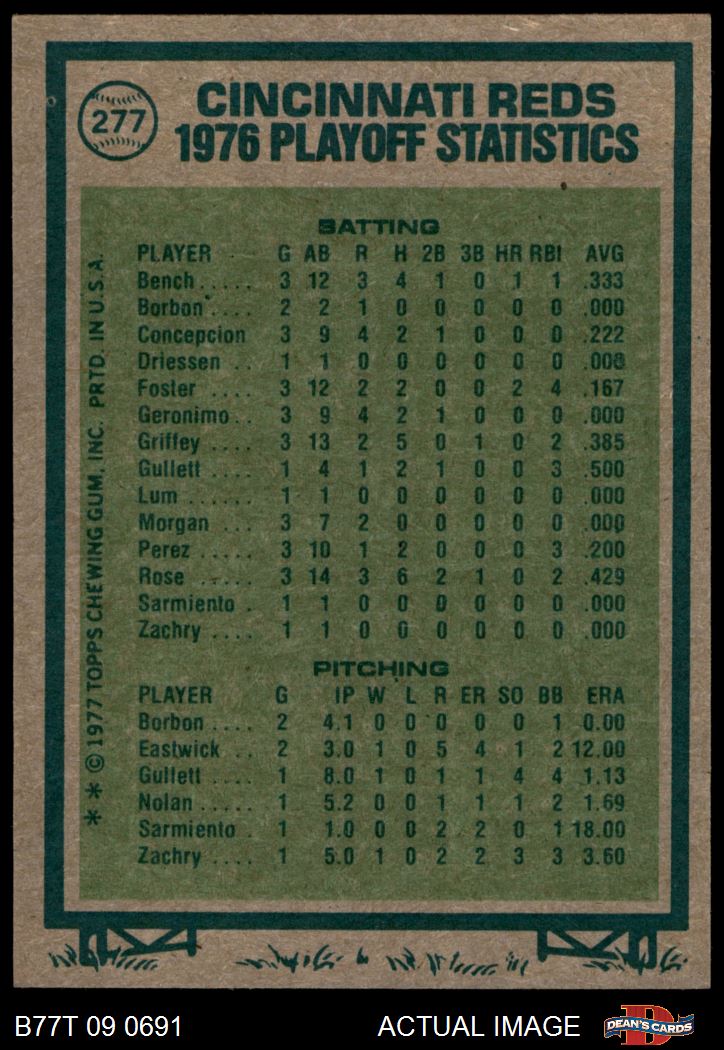 277
CINCINNATI REDS
1976 PLAYOFF STATISTICS
BATTING
PLAYER G AB R H 2B 3B HR RBI AVG
Bench..... 3 12 3 4 1 0 1 1 .333
Borbon.... 2 2 1 0 0 0 0 0 .000
Concepcion 3 9 4 2 1 0 0 0 .222
Driessen .. 1 1 0 0 0 0 0 0 .000
Foster .... 3 12 2 2 0 0 2 4 .167
Geronimo.. 3 9 4 2 1 0 0 0 .000
Griffey .... 3 13 2 5 0 1 0 2 .385
Gullett .... 1 4 1 2 1 0 0 3 .500
Lum ...... 1 1 0 0 0 0 0 0 .000
Morgan ... 3 7 2 0 0 0 0 0 .000
Perez ..... 3 10 1 2 0 0 0 3 .200
Rose ...... 3 14 3 6 2 1 0 2 .429
Sarmiento . 1 1 0 0 0 0 0 0 .000
Zachry .... 1 1 0 0 0 0 0 0 .000
PITCHING
PLAYER G IP W L R ER SO BB ERA
Borbon .... 2 4.1 0 0 0 0 0 1 0.00
Eastwick .. 2 3.0 1 0 5 4 1 2 12.00
Gullett .... 1 8.0 1 0 1 1 4 4 1.13
Nolan ..... 1 5.2 0 0 1 1 1 2 1.69
Sarmiento . 1 1.0 0 0 2 2 0 1 18.00
Zachry .... 1 5.0 1 0 2 2 3 3 3.60
* * © 1977 TOPPS CHEWING GUM, INC. PRTD. IN U.S.A.
B77T 09 0691 ACTUAL IMAGE
D
DEAN'S CARDS